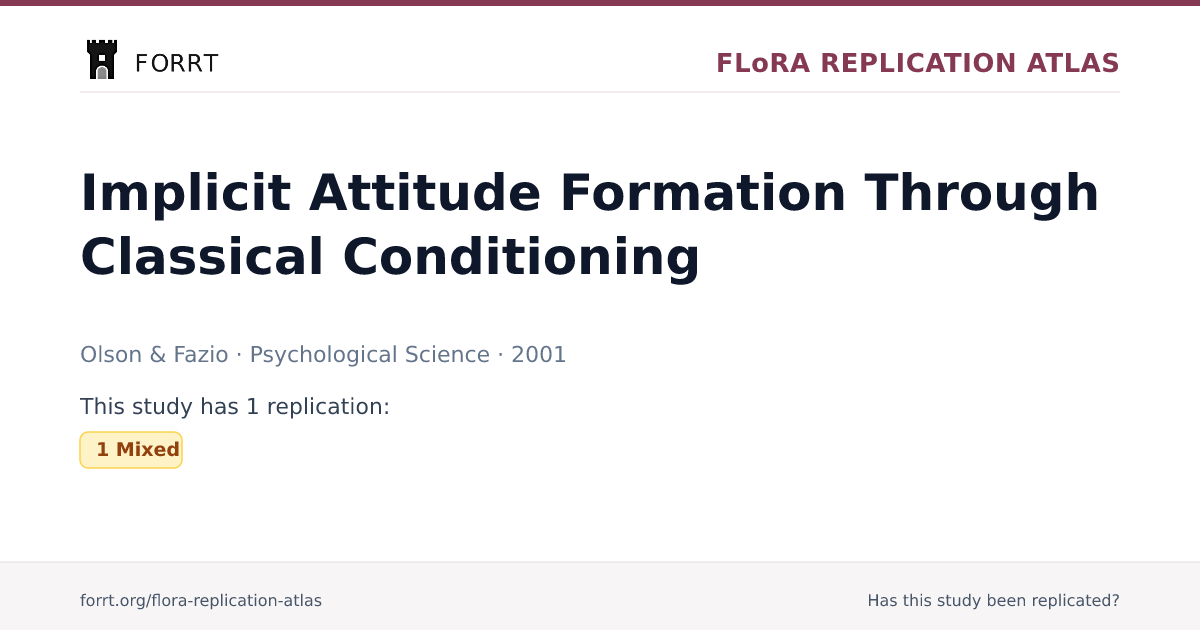 FORRT
FLoRA REPLICATION ATLAS
Implicit Attitude Formation Through
Classical Conditioning
Olson & Fazio · Psychological Science · 2001
This study has 1 replication:
1 Mixed
forrt.org/flora-replication-atlas
Has this study been replicated?